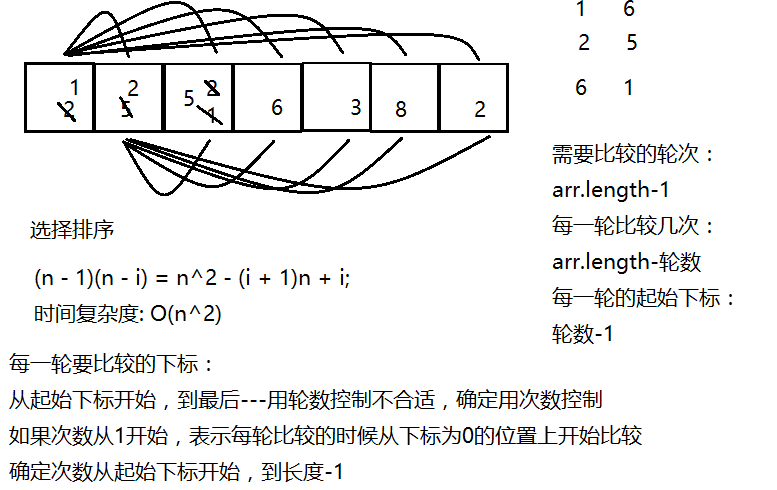 1 6
2 5
6 1
1 2 2
2 5 5 1 6 3 8 2
需要比较的轮次：
arr.length-1
每一轮比较几次：
arr.length-轮数
每一轮的起始下标：
轮数-1
选择排序
(n - 1)(n - i) = n^2 - (i + 1)n + i;
时间复杂度: O(n^2)
每一轮要比较的下标：
从起始下标开始，到最后---用轮数控制不合适，确定用次数控制
如果次数从1开始，表示每轮比较的时候从下标为0的位置上开始比较
确定次数从起始下标开始，到长度-1